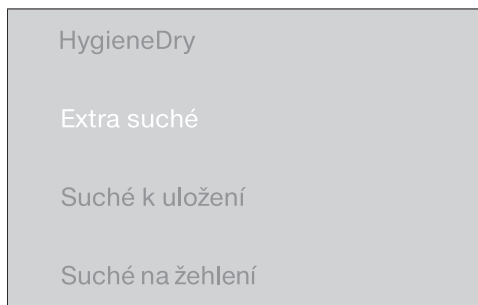 HygieneDry
Extra suché
Suché k uložení
Suché na žehlení